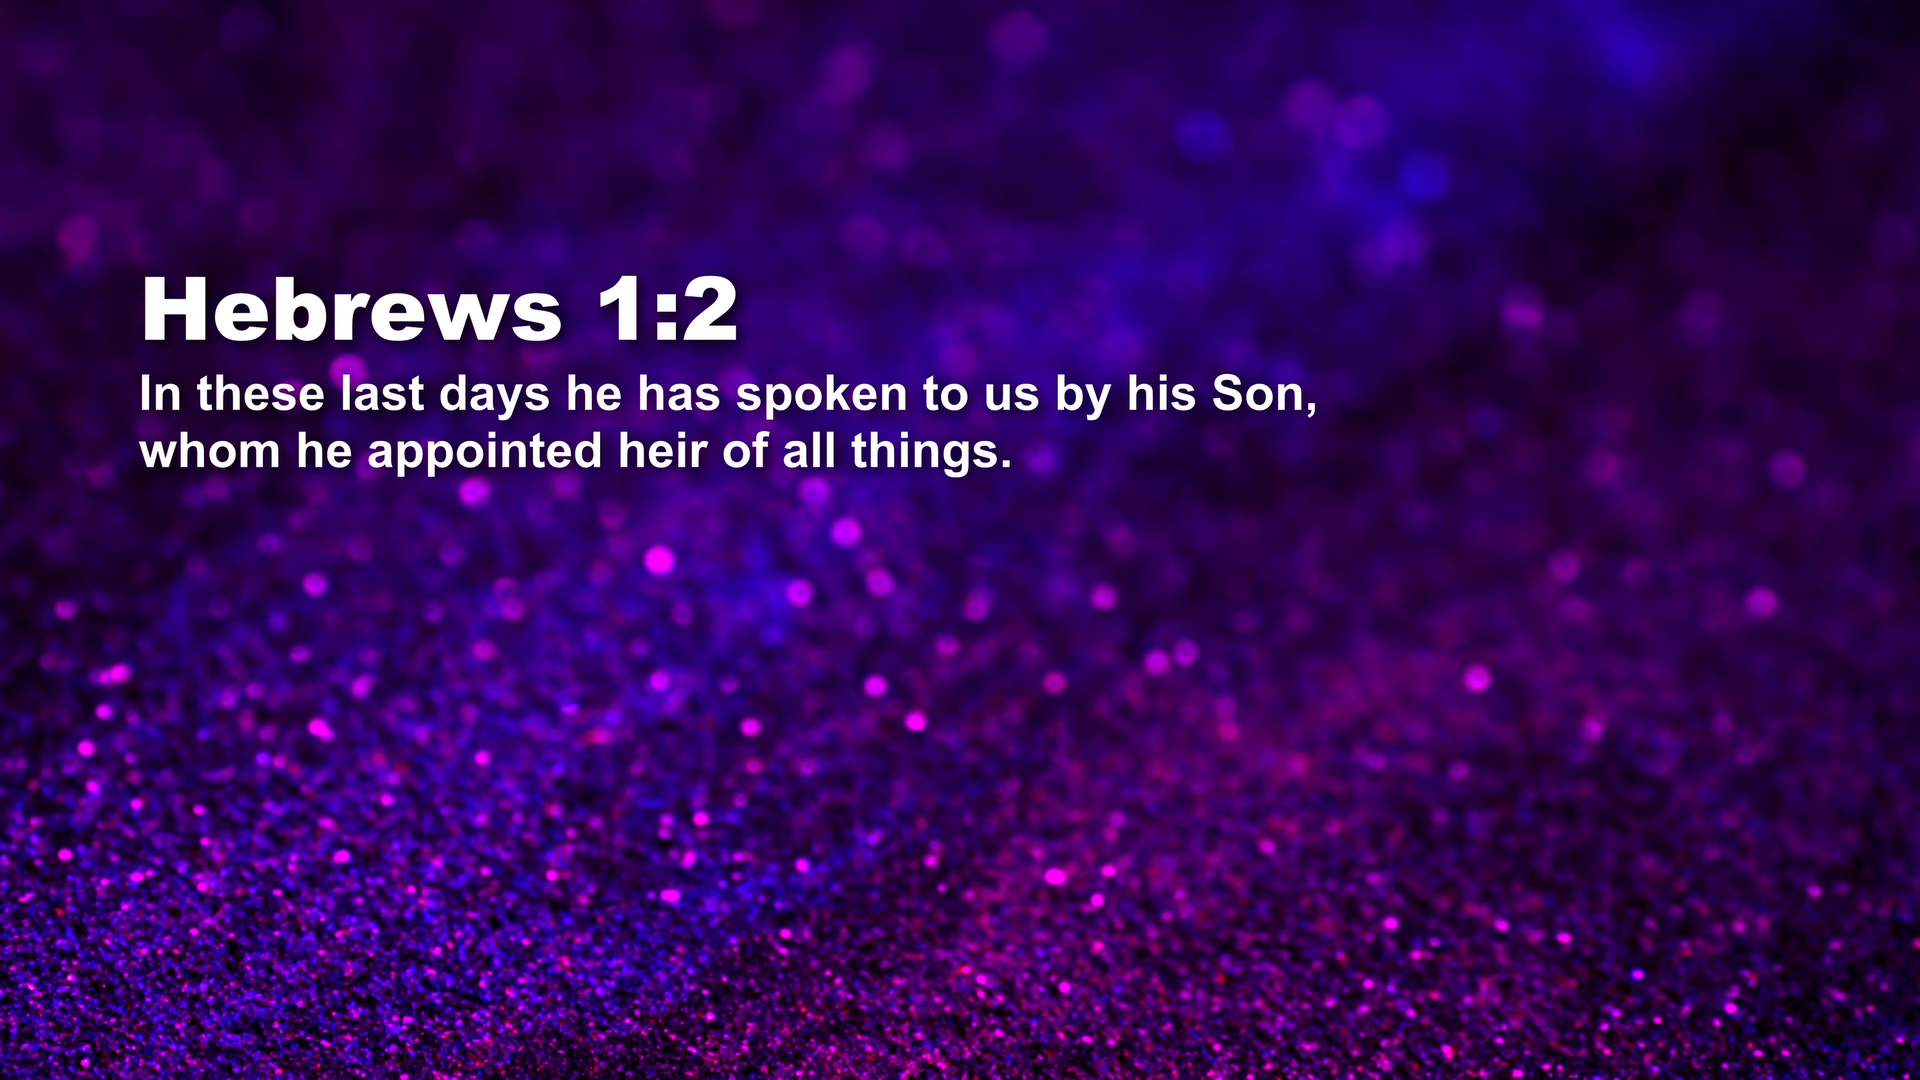 Hebrews 1:2
In these last days he has spoken to us by his Son,
whom he appointed heir of all things.